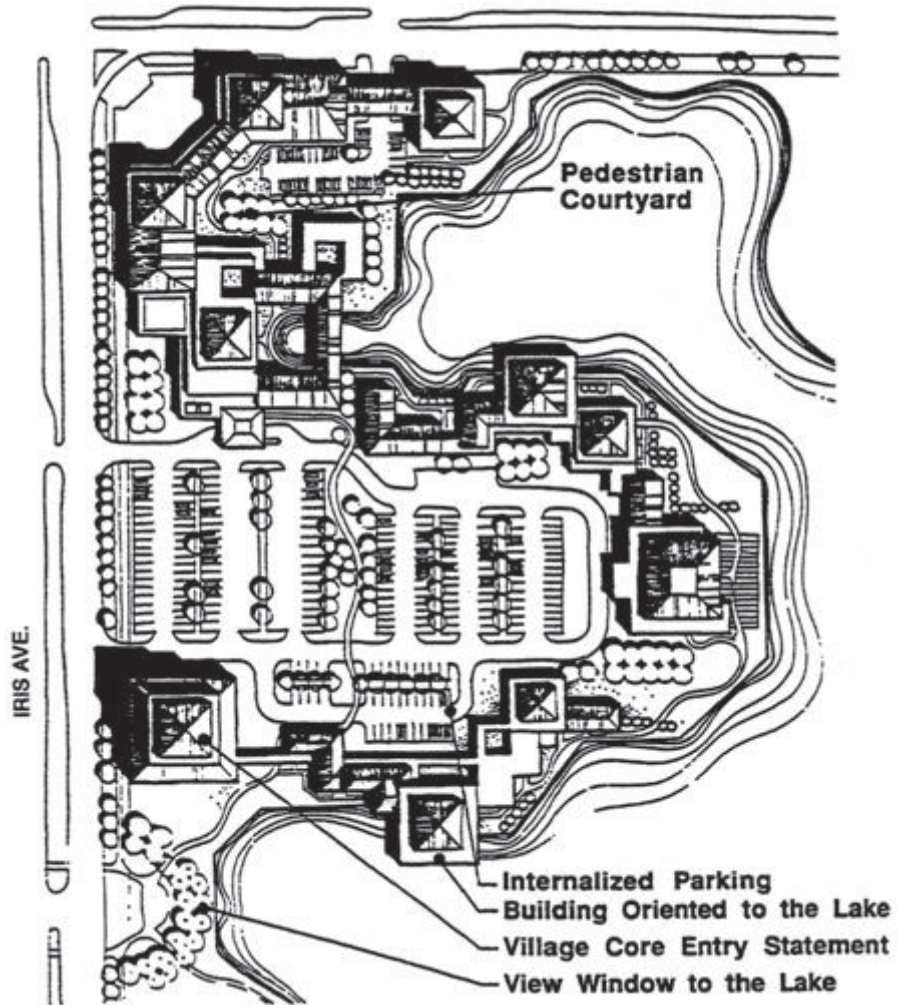 Pedestrian
Courtyard
IRIS AVE.
Internalized Parking
Building Oriented to the Lake
Village Core Entry Statement
View Window to the Lake